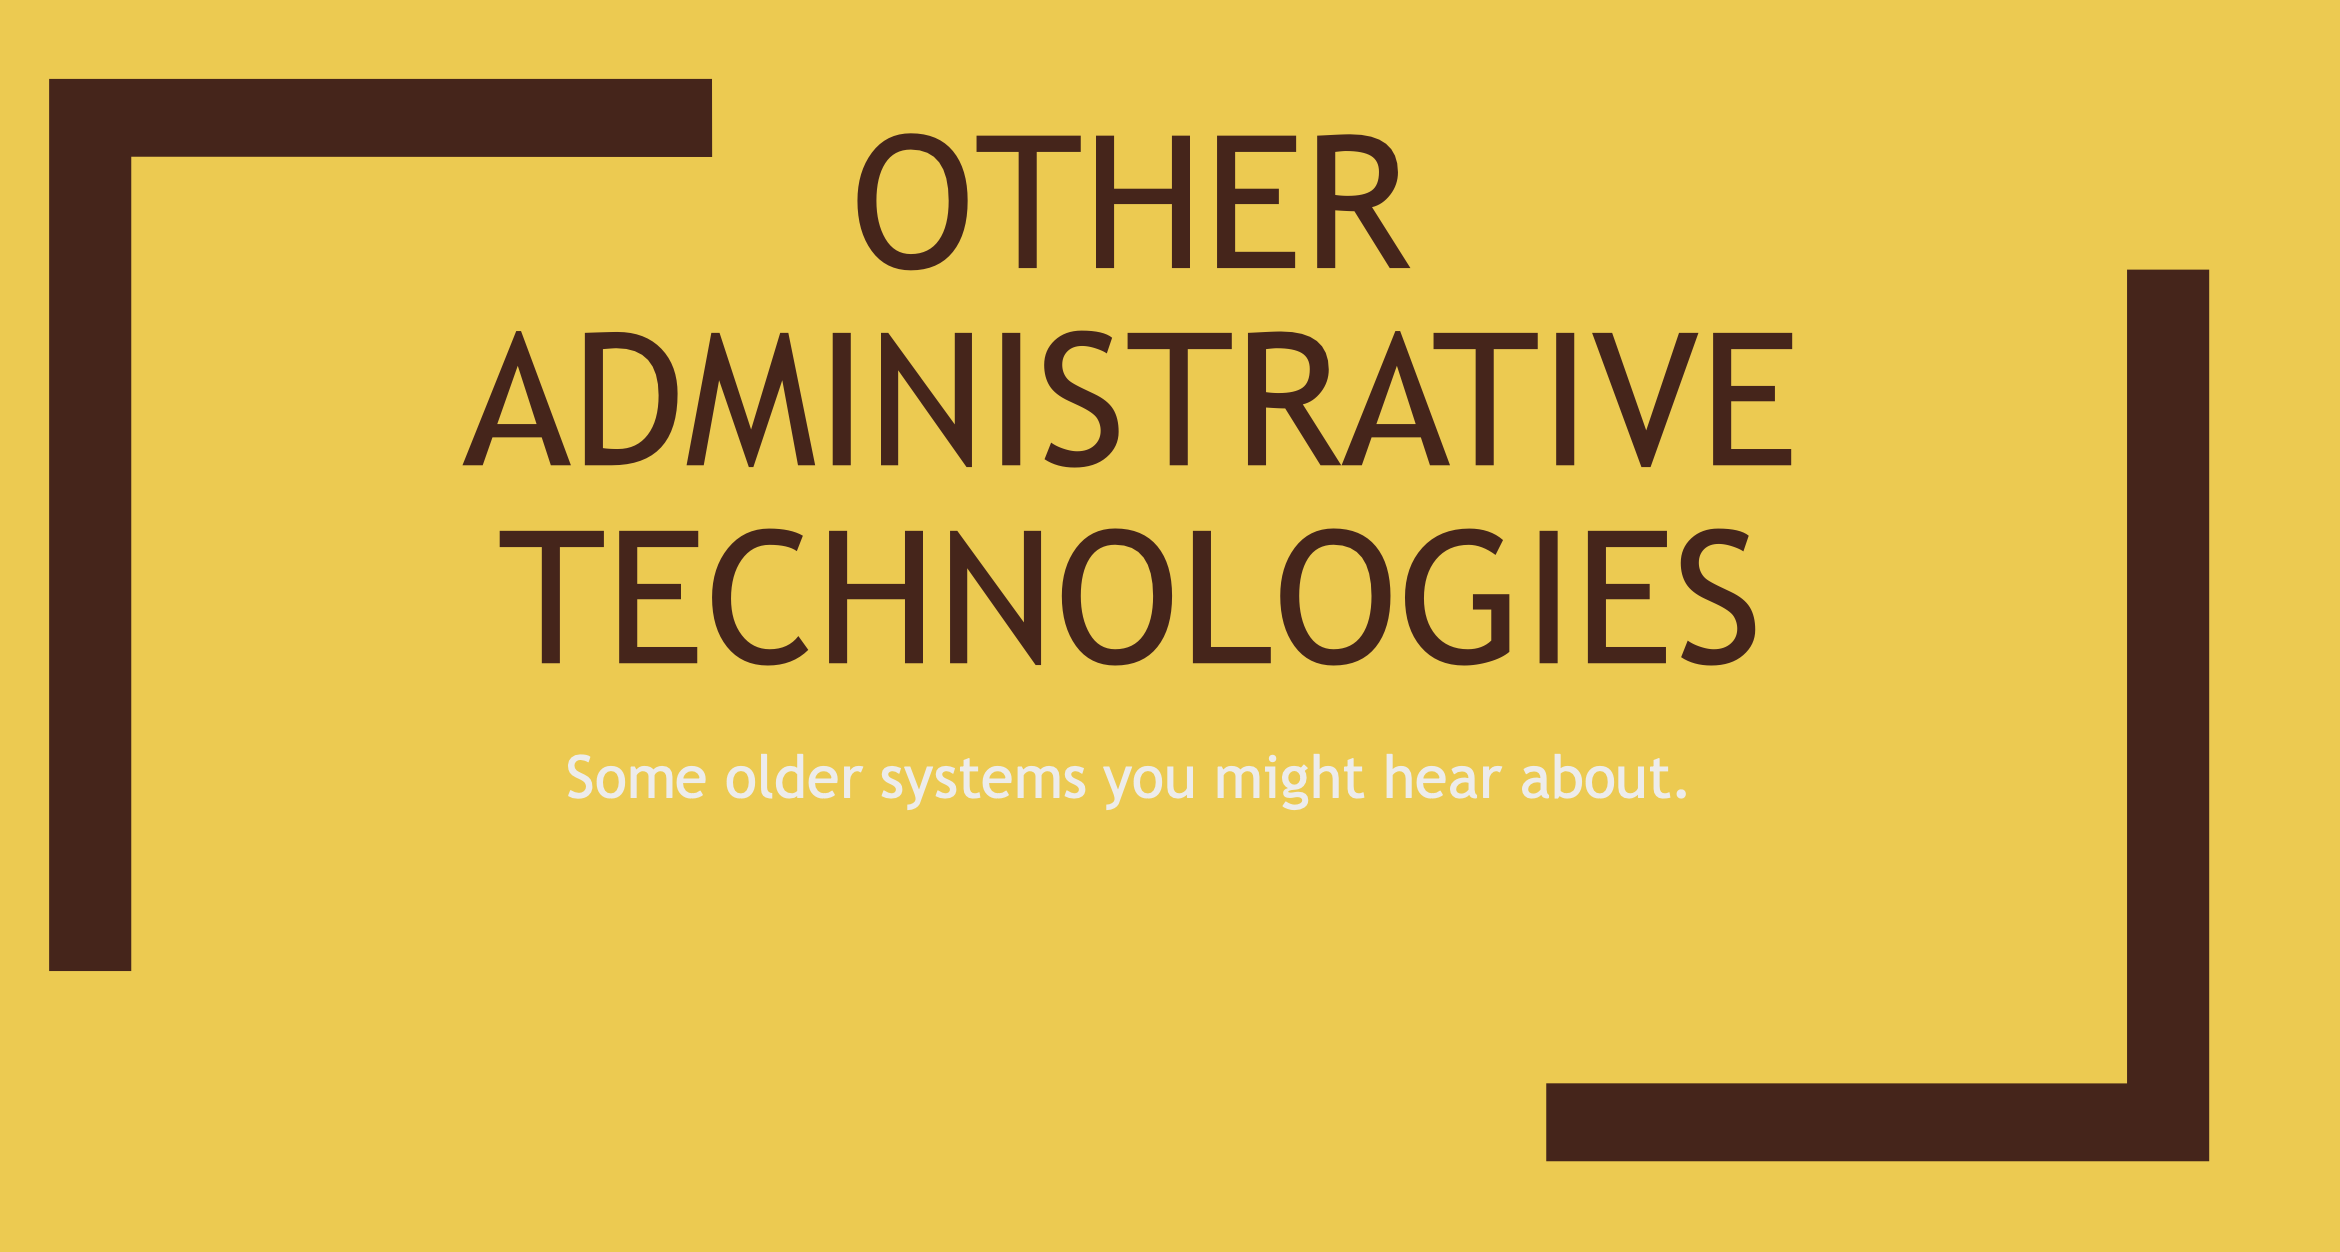 OTHER
ADMINISTRATIVE
TECHNOLOGIES
Some older systems you might hear about.